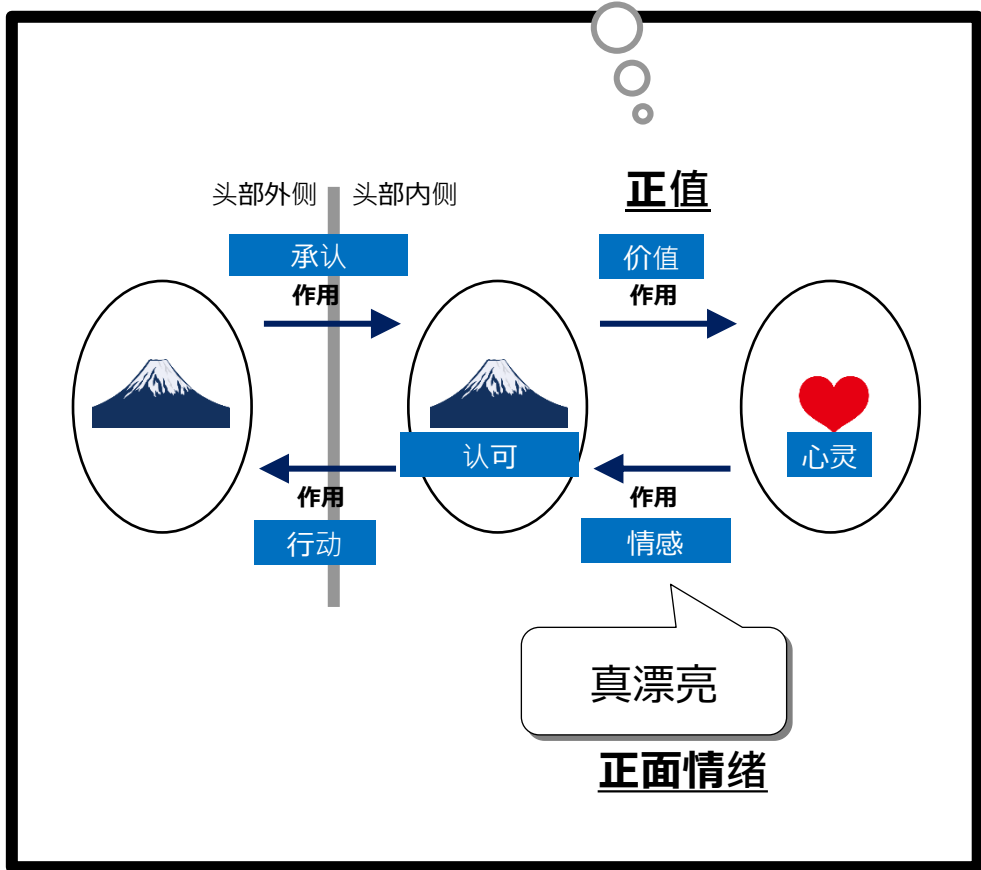 正值
头部外侧 头部内侧
承认
价值
作用
作用
认可
心灵
作用
作用
行动
情感
真漂亮
正面情绪